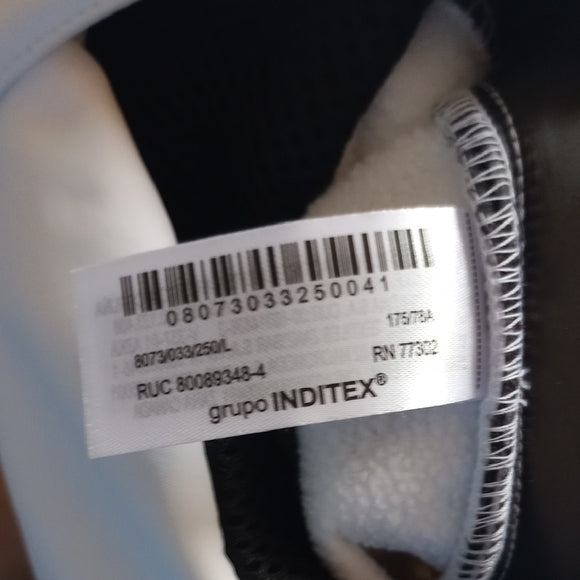 08073033250041
8073/033/250/L 175/78A
RUC 80089348-4 RN 77302
grupo INDITEX®